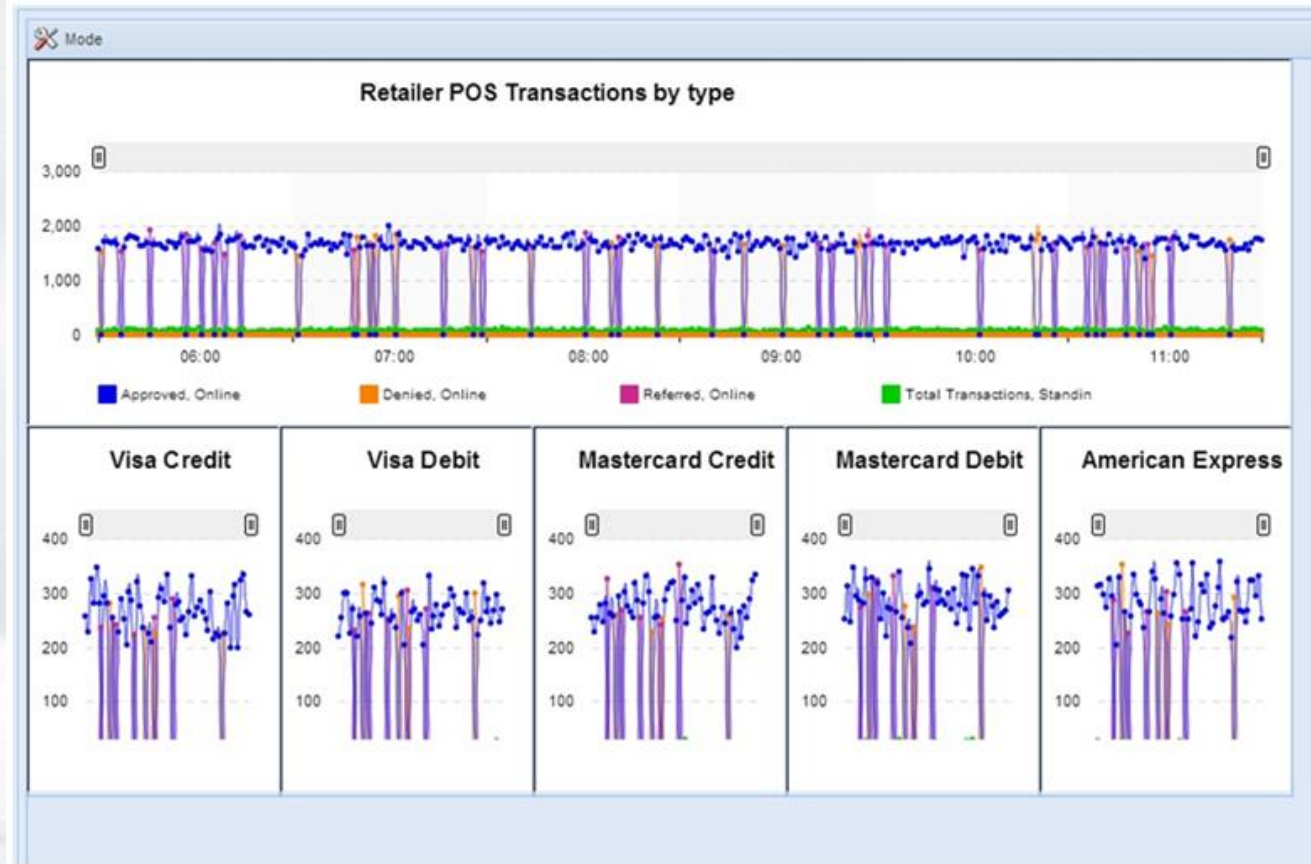 Mode
Retailer POS Transactions by type
3,000
2,000
1,000
0
06:00 07:00 08:00 09:00 10:00 11:00
Approved, Online Denied, Online Referred, Online Total Transactions, Standin
Visa Credit Visa Debit Mastercard Credit Mastercard Debit American Express
400 400 400 400 400
300 300 300 300 300
200 200 200 200 200
100 100 100 100 100